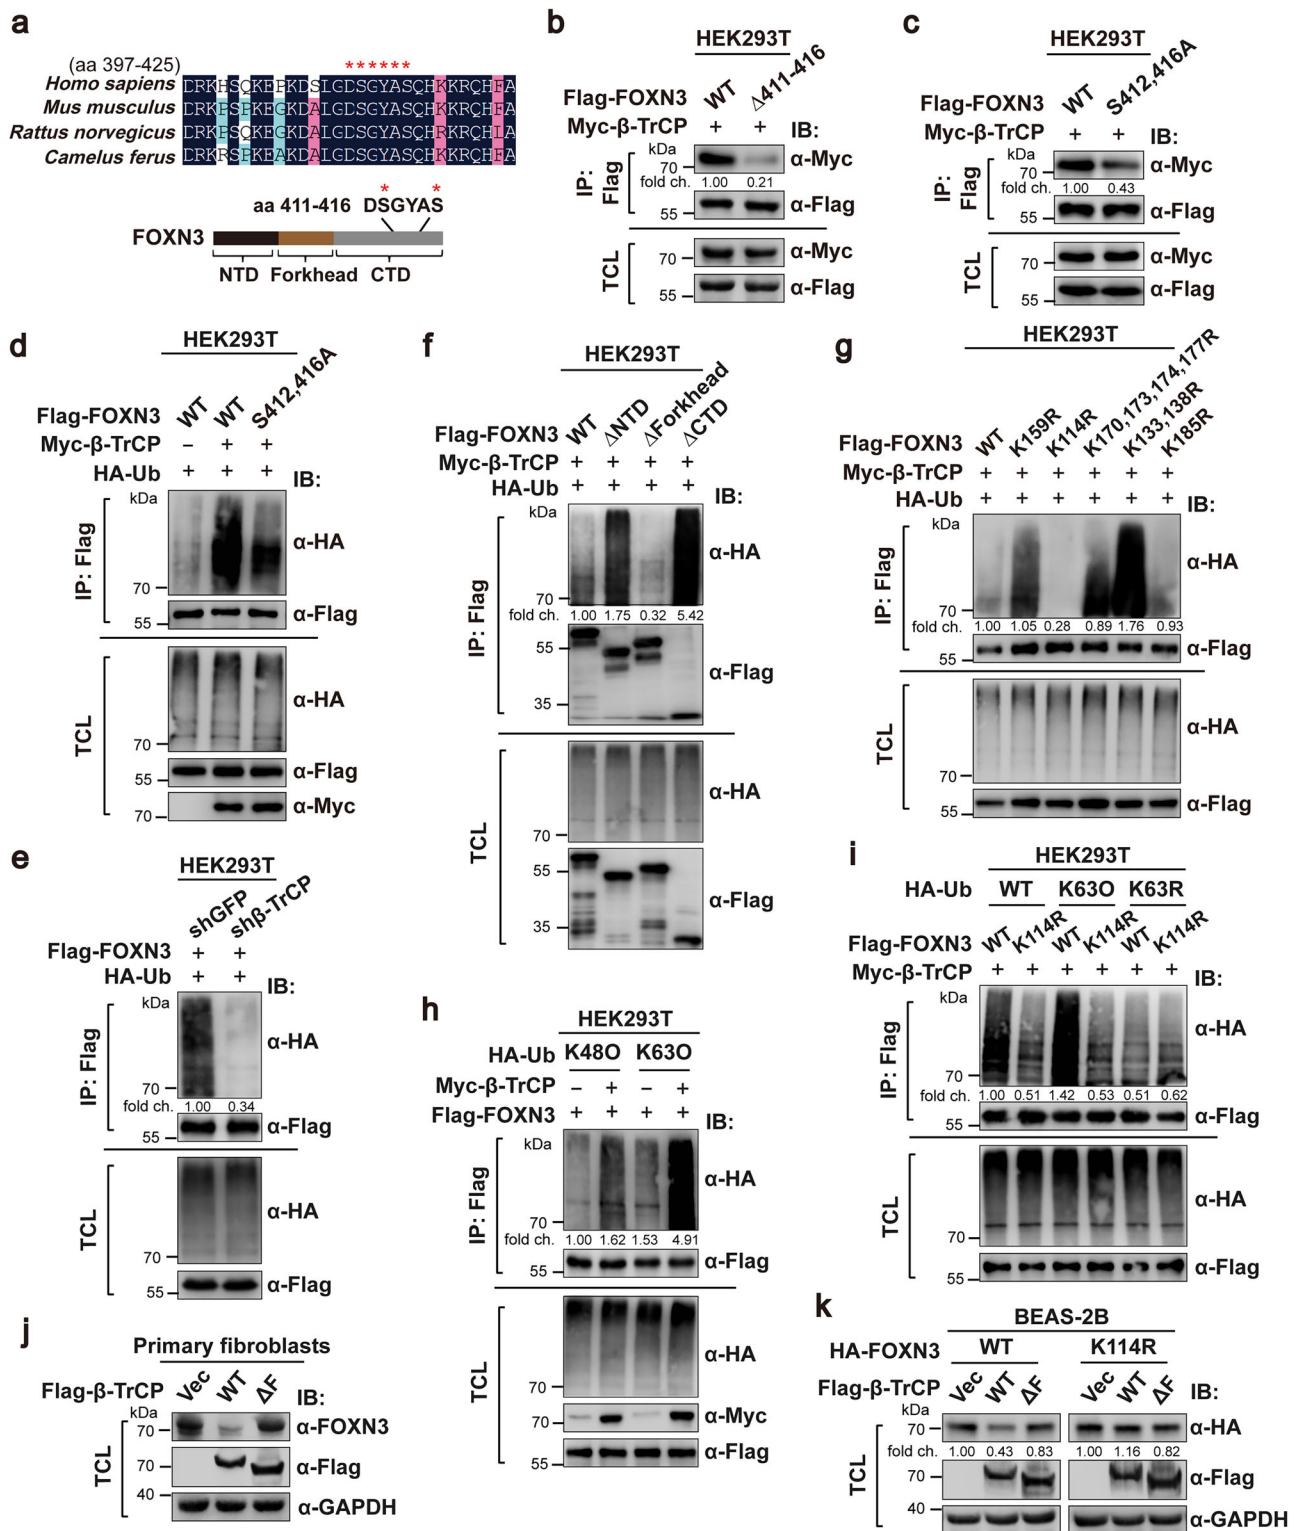 a
(aa 397-425)
******
Homo sapiens DRKHSQKEPKDSLGDSGYASQHKKRQHFA
Mus musculus DRKPSPKEGKDALGDSGYASQHKKRQHFA
Rattus norvegicus DRKPSQKEGKDALGDSGYASQHRKRQHLA
Camelus ferus DRKRSPKEAKDALGDSGYASQHKKRQHFA
* *
aa 411-416 DSGYAS
FOXN3
NTD Forkhead CTD
b
HEK293T
Flag-FOXN3 WT Δ411-416
Myc-β-TrCP + + IB:
kDa
IP: Flag
70 α-Myc
fold ch. 1.00 0.21
55 α-Flag
TCL
70 α-Myc
55 α-Flag
c
HEK293T
Flag-FOXN3 WT S412,416A
Myc-β-TrCP + + IB:
kDa
IP: Flag
70 α-Myc
fold ch. 1.00 0.43
55 α-Flag
TCL
70 α-Myc
55 α-Flag
d
HEK293T
Flag-FOXN3 WT WT S412,416A
Myc-β-TrCP – + +
HA-Ub + + + IB:
kDa
IP: Flag
α-HA
70
55 α-Flag
TCL
α-HA
70
55 α-Flag
70 α-Myc
e
HEK293T
shGFP shβ-TrCP
Flag-FOXN3 + +
HA-Ub + + IB:
kDa
IP: Flag
α-HA
70
fold ch. 1.00 0.34
55 α-Flag
TCL
α-HA
70
55 α-Flag
f
HEK293T
Flag-FOXN3 WT ΔNTD ΔForkhead ΔCTD
Myc-β-TrCP + + + +
HA-Ub + + + + IB:
kDa
IP: Flag
α-HA
70
fold ch. 1.00 1.75 0.32 5.42
55
α-Flag
35
TCL
α-HA
70
55
α-Flag
35
g
HEK293T
Flag-FOXN3 WT K159R K114R K170,173,174,177R K133,138R K185R
Myc-β-TrCP + + + + + +
HA-Ub + + + + + + IB:
kDa
IP: Flag
α-HA
70
fold ch. 1.00 1.05 0.28 0.89 1.76 0.93
55 α-Flag
TCL
α-HA
70
55 α-Flag
h
HEK293T
HA-Ub K48O K63O
Myc-β-TrCP – + – +
Flag-FOXN3 + + + + IB:
kDa
IP: Flag
α-HA
70
fold ch. 1.00 1.62 1.53 4.91
55 α-Flag
TCL
α-HA
70
70 α-Myc
55 α-Flag
i
HEK293T
HA-Ub WT K63O K63R
Flag-FOXN3 WT K114R WT K114R WT K114R
Myc-β-TrCP + + + + + + IB:
kDa
IP: Flag
α-HA
70
fold ch. 1.00 0.51 1.42 0.53 0.51 0.62
55 α-Flag
TCL
α-HA
70
55 α-Flag
j
Primary fibroblasts
Flag-β-TrCP Vec WT ΔF IB:
kDa
TCL
70 α-FOXN3
70 α-Flag
40 α-GAPDH
k
BEAS-2B
HA-FOXN3 WT K114R
Flag-β-TrCP Vec WT ΔF Vec WT ΔF IB:
kDa
TCL
70 α-HA
fold ch. 1.00 0.43 0.83 1.00 1.16 0.82
70 α-Flag
40 α-GAPDH